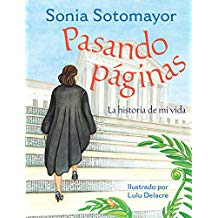 Sonia Sotomayor
Pasando
páginas
La historia de mi vida
Ilustrado por
Lulu Delacre